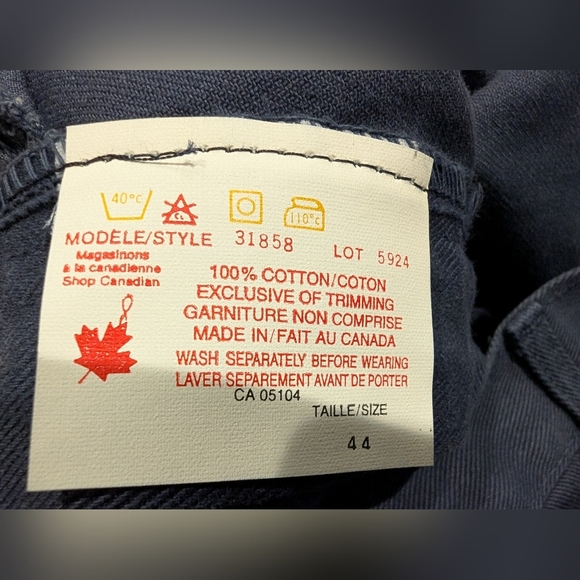 40°C
CL
110°C
MODÈLE/STYLE 31858 LOT 5924
Magasinons
à la canadienne
Shop Canadian
100% COTTON/COTON
EXCLUSIVE OF TRIMMING
GARNITURE NON COMPRISE
MADE IN/FAIT AU CANADA
WASH SEPARATELY BEFORE WEARING
LAVER SEPAREMENT AVANT DE PORTER
CA 05104
TAILLE/SIZE
44